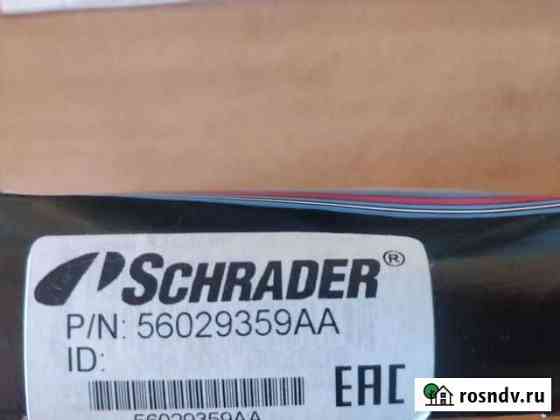 SCHRADER®
P/N: 56029359AA
ID:
EAC
56029359AA
rosndv.ru